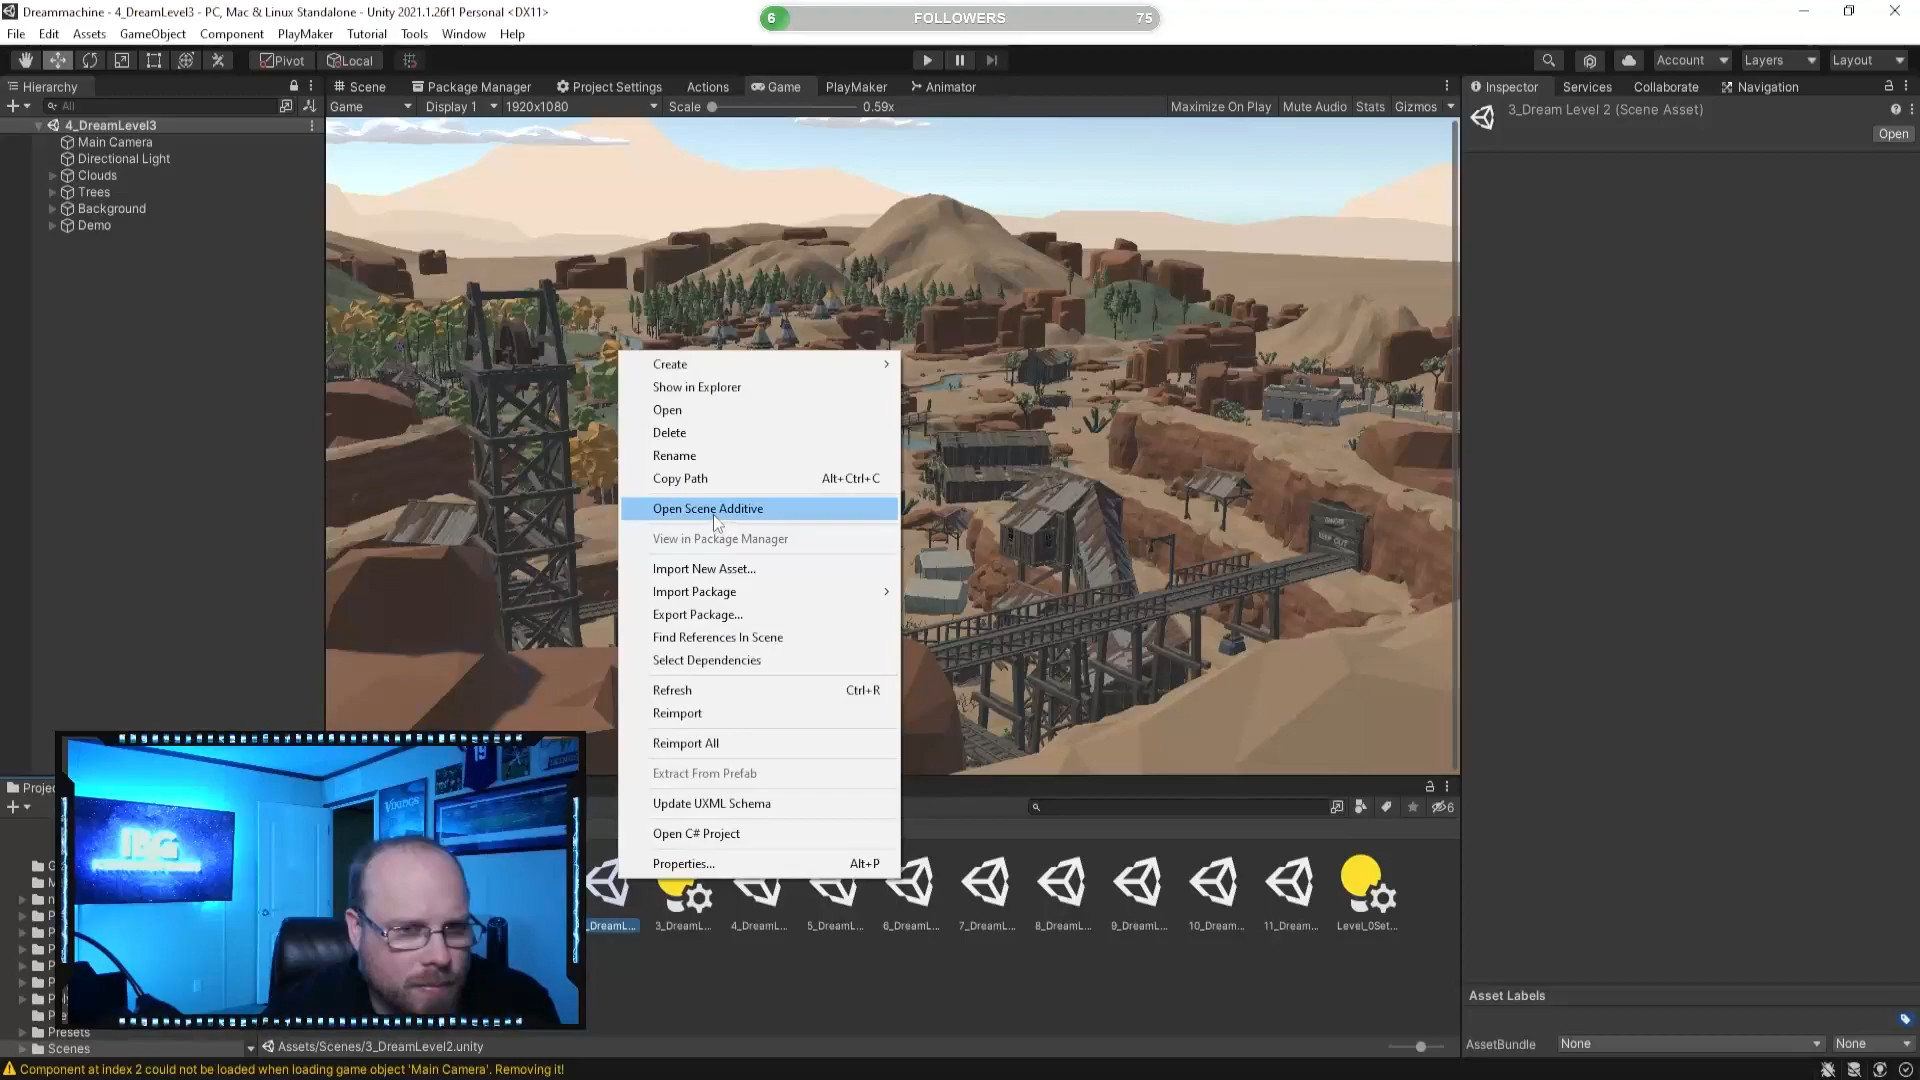 Dreammachine - 4_DreamLevel3 - PC, Mac & Linux Standalone - Unity 2021.1.26f1 Personal <DX11>
6 FOLLOWERS 75
File Edit Assets GameObject Component PlayMaker Tutorial Tools Window Help
Pivot Local Account Layers Layout
Hierarchy
Scene Package Manager Project Settings Actions Game PlayMaker Animator
Inspector Services Collaborate Navigation
All
Game Display 1 1920x1080 Scale 0.59x Maximize On Play Mute Audio Stats Gizmos
3_Dream Level 2 (Scene Asset)
Open
4_DreamLevel3
Main Camera
Directional Light
Clouds
Trees
Background
Demo
Create
Show in Explorer
Open
Delete
Rename
Copy Path Alt+Ctrl+C
Open Scene Additive
View in Package Manager
Import New Asset...
Import Package
Export Package...
Find References In Scene
Select Dependencies
Refresh Ctrl+R
Reimport
Reimport All
Extract From Prefab
Update UXML Schema
Open C# Project
Properties... Alt+P
KEEP OUT
Projec
6
VIKINGS
19
IRG
_DreamL... 3_DreamL... 4_DreamL... 5_DreamL... 6_DreamL... 7_DreamL... 8_DreamL... 9_DreamL... 10_Dream... 11_Dream... Level_0Set...
Presets
Scenes
Assets/Scenes/3_DreamLevel2.unity
Asset Labels
AssetBundle None None
Component at index 2 could not be loaded when loading game object 'Main Camera'. Removing it!